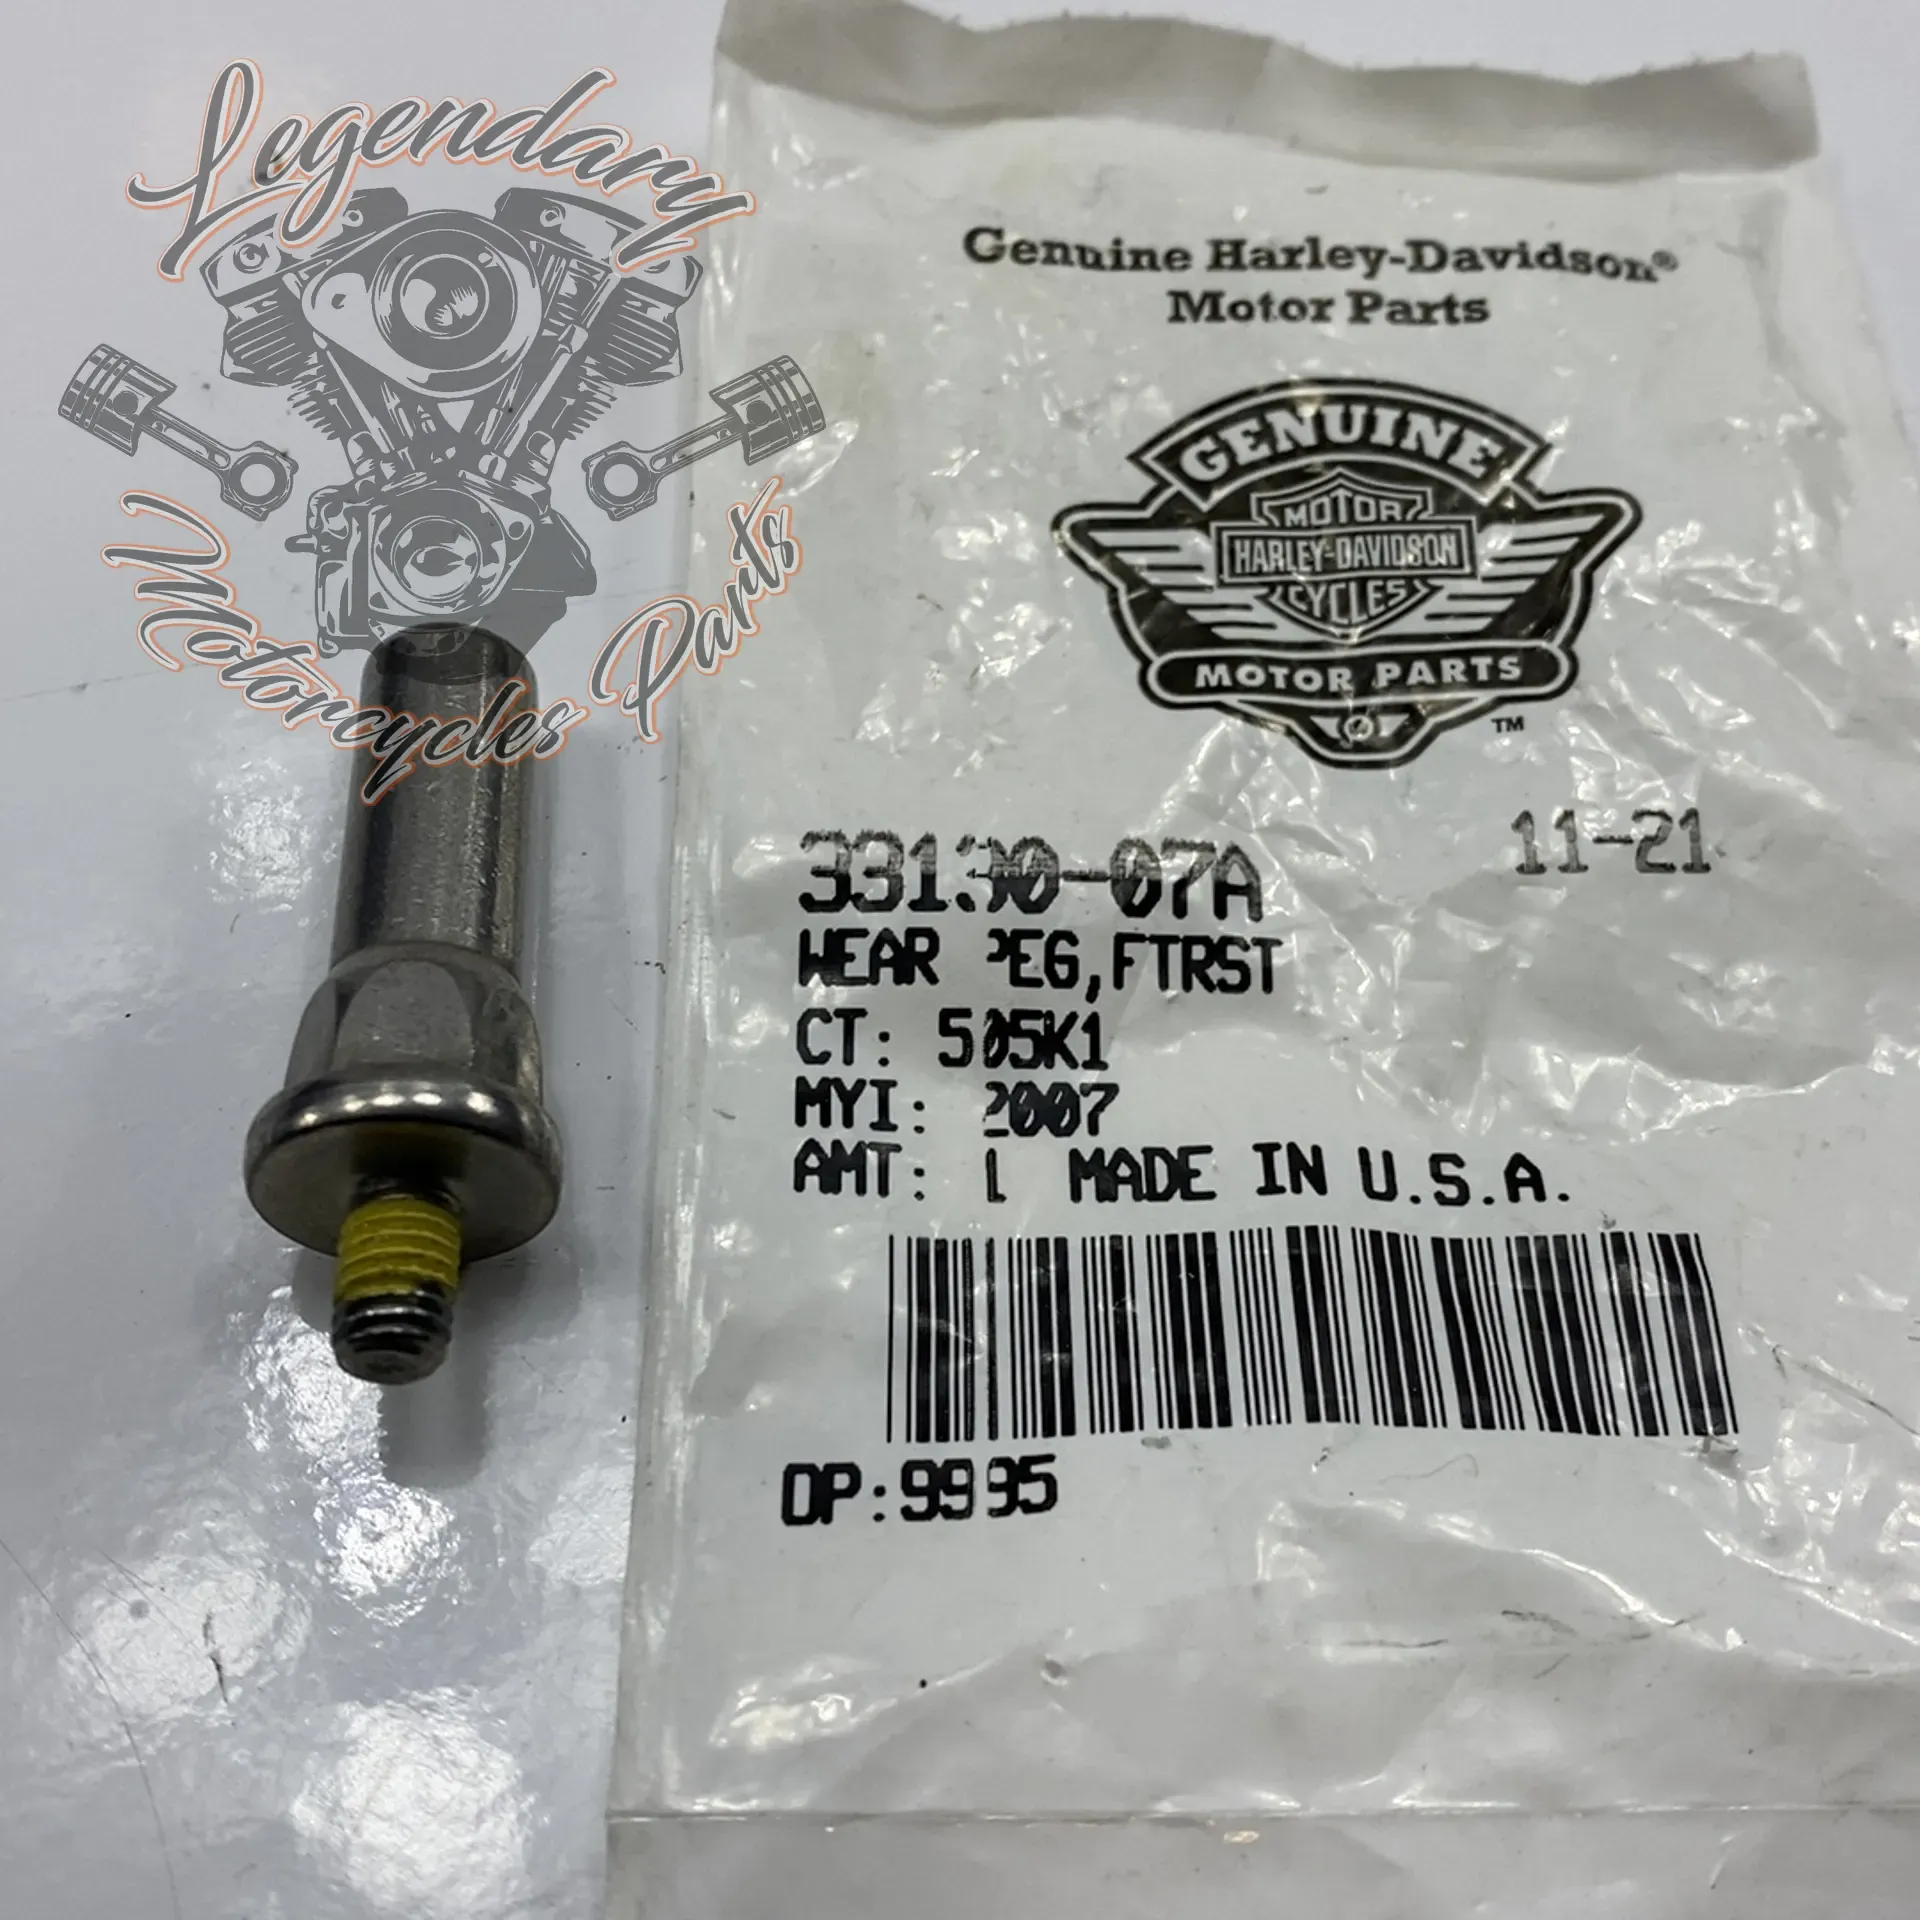 Legendary
Motorcycles Parts
Genuine Harley-Davidson®
Motor Parts
GENUINE
MOTOR
HARLEY-DAVIDSON
CYCLES
MOTOR PARTS
™
33130-07A
11-21
WEAR PEG,FTRST
CT: 505K1
MYI: 2007
AMT: 1 MADE IN U.S.A.
OP:9995